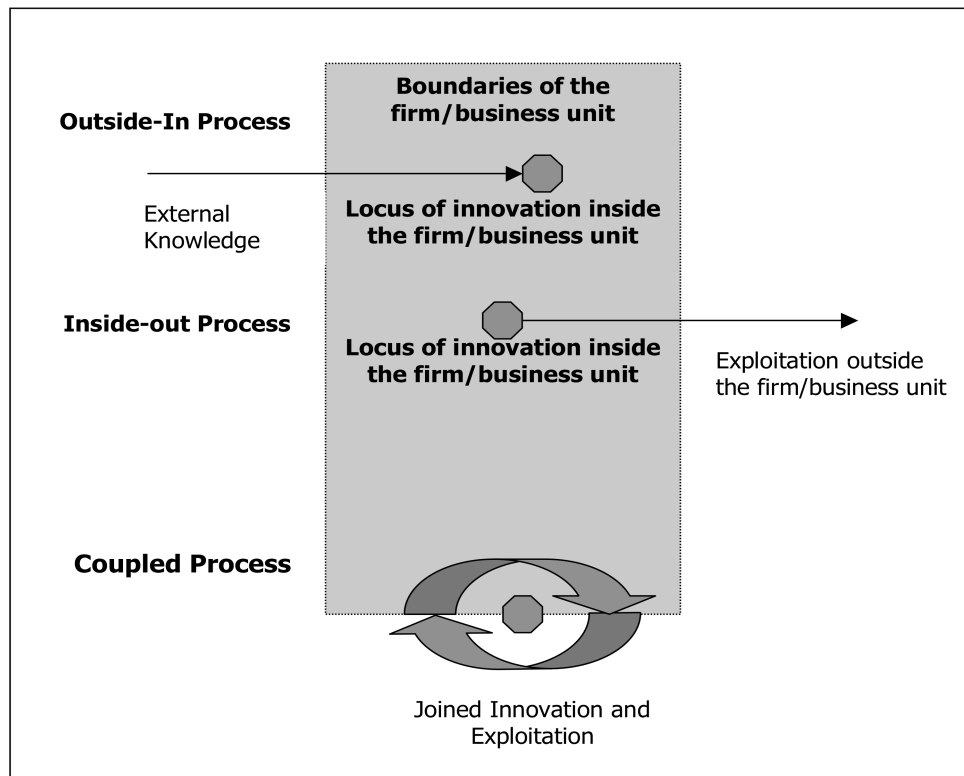 Boundaries of the
firm/business unit
Outside-In Process
External
Knowledge
Locus of innovation inside
the firm/business unit
Inside-out Process
Locus of innovation inside
the firm/business unit
Exploitation outside
the firm/business unit
Coupled Process
Joined Innovation and
Exploitation